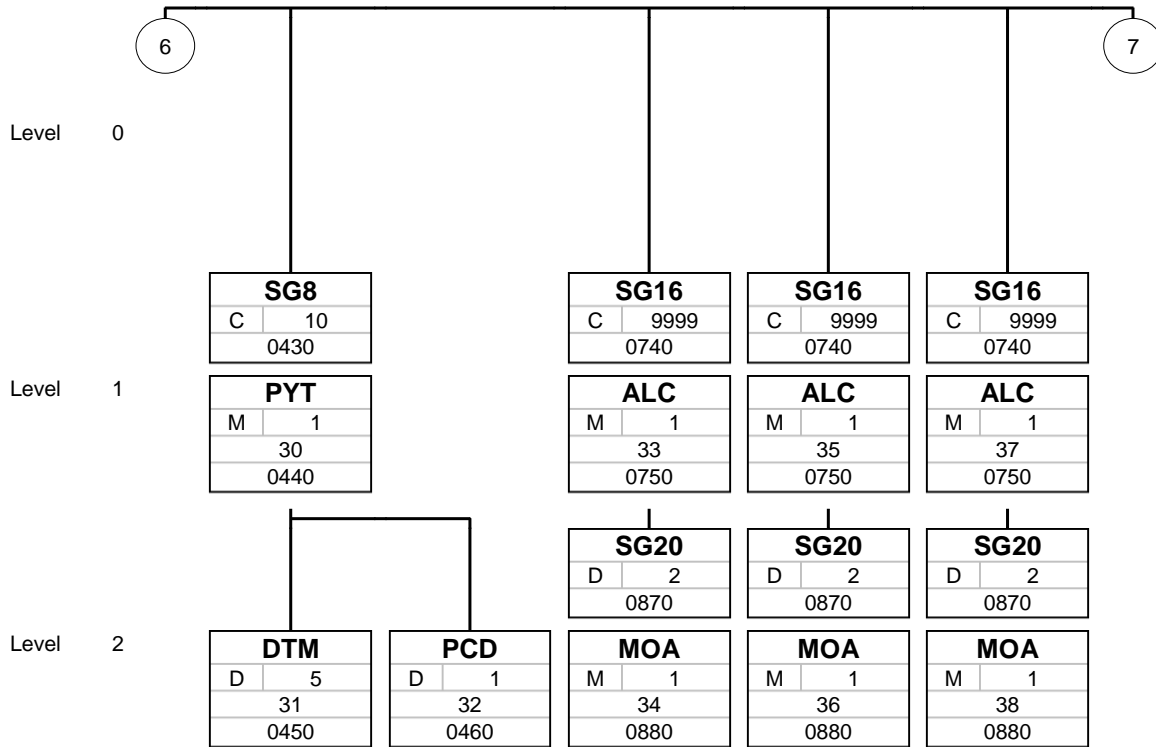 6 7
Level 0
SG8 SG16 SG16 SG16
C 10 C 9999 C 9999 C 9999
0430 0740 0740 0740
Level 1
PYT ALC ALC ALC
M 1 M 1 M 1 M 1
30 33 35 37
0440 0750 0750 0750
SG20 SG20 SG20
D 2 D 2 D 2
0870 0870 0870
Level 2
DTM PCD MOA MOA MOA
D 5 D 1 M 1 M 1 M 1
31 32 34 36 38
0450 0460 0880 0880 0880